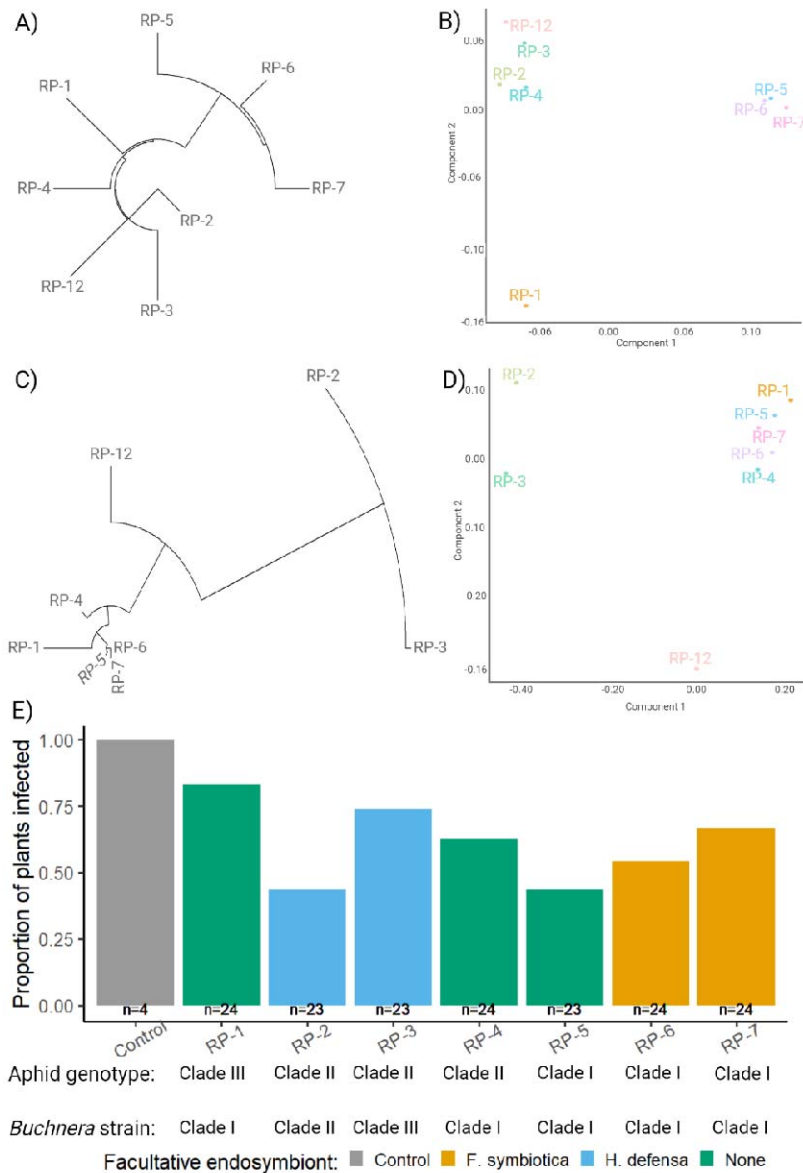 A)
RP-5
RP-6
RP-1
RP-4
RP-7
RP-2
RP-12
RP-3
B)
RP-12
0.06
RP-3
RP-2
RP-4
RP-5
0.00
RP-6
RP-7
Component 2
-0.06
-0.10
RP-1
-0.16
-0.06
0.00
0.06
0.10
Component 1
C)
RP-2
RP-12
RP-4
RP-1
RP-6
RP-3
RP-5
RP-7
D)
RP-2
0.10
RP-1
RP-5
RP-7
0.00
RP-6
RP-3
RP-4
Component 2
0.10
0.20
RP-12
-0.16
-0.40
0.00
0.20
Component 1
E)
Proportion of plants infected
1.00
0.75
0.50
0.25
0.00
n=4 n=24 n=23 n=23 n=24 n=23 n=24 n=24
Control RP-1 RP-2 RP-3 RP-4 RP-5 RP-6 RP-7
Aphid genotype: Clade III Clade II Clade II Clade II Clade I Clade I Clade I
Buchnera strain: Clade I Clade II Clade III Clade I Clade I Clade I Clade I
Facultative endosymbiont: Control F. symbiotica H. defensa None